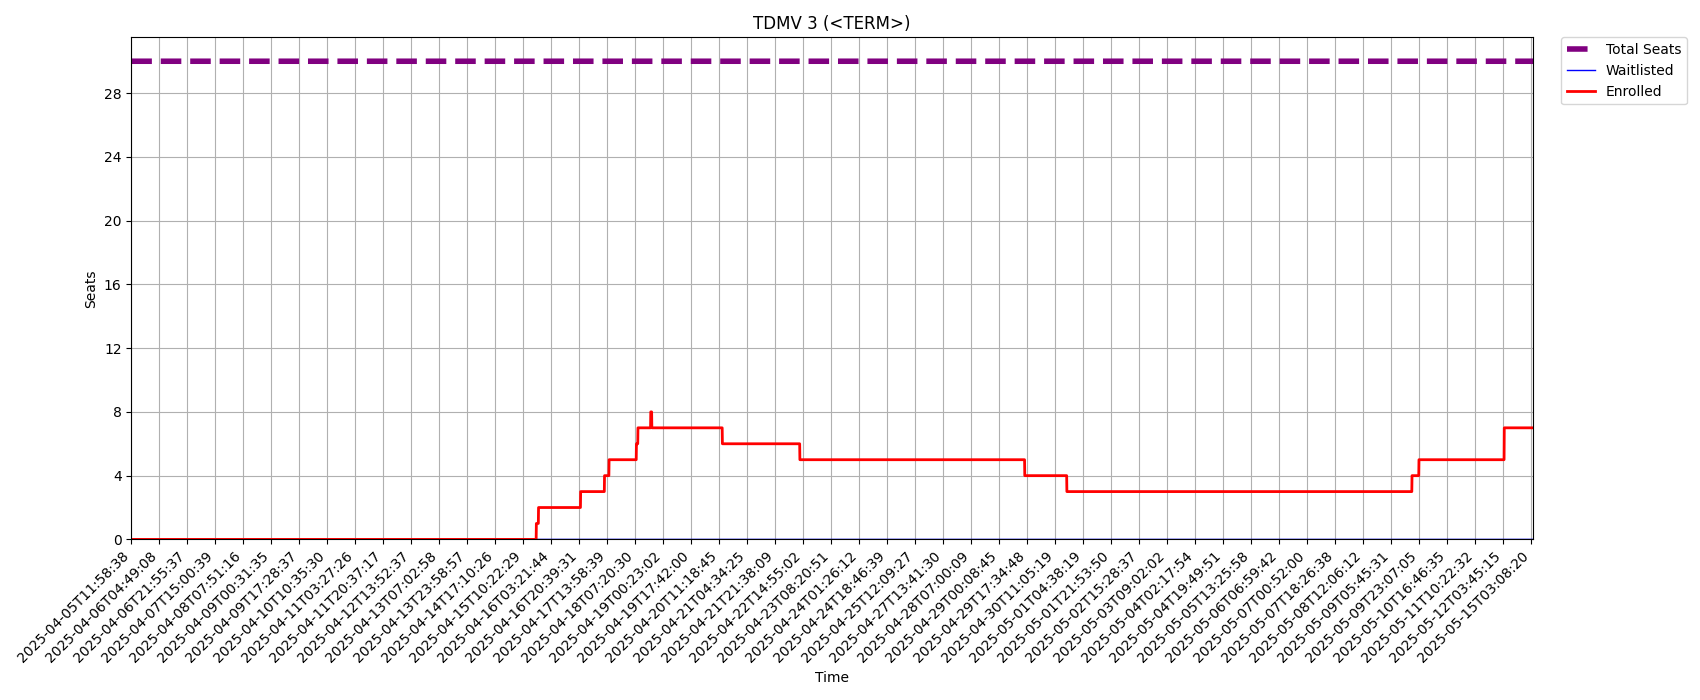 TDMV 3 (<TERM>)
Total Seats
Waitlisted
Enrolled
Seats
28
24
20
16
12
8
4
0
2025-04-05T11:58:38
2025-04-06T04:49:08
2025-04-06T21:55:37
2025-04-07T15:00:39
2025-04-08T07:51:16
2025-04-09T00:31:35
2025-04-09T17:28:37
2025-04-10T10:35:30
2025-04-11T03:27:26
2025-04-11T20:37:17
2025-04-12T13:52:37
2025-04-13T07:02:58
2025-04-13T23:58:57
2025-04-14T17:10:26
2025-04-15T10:22:29
2025-04-16T03:21:44
2025-04-16T20:39:31
2025-04-17T13:58:39
2025-04-18T07:20:30
2025-04-19T00:23:02
2025-04-19T17:42:00
2025-04-20T11:18:45
2025-04-21T04:34:25
2025-04-21T21:38:09
2025-04-22T14:55:02
2025-04-23T08:20:51
2025-04-24T01:26:12
2025-04-24T18:46:39
2025-04-25T12:09:27
2025-04-27T13:41:30
2025-04-28T07:00:09
2025-04-29T00:08:45
2025-04-29T17:34:48
2025-04-30T11:05:19
2025-05-01T04:38:19
2025-05-01T21:53:50
2025-05-02T15:28:37
2025-05-03T09:02:02
2025-05-04T02:17:54
2025-05-04T19:49:51
2025-05-05T13:25:58
2025-05-06T06:59:42
2025-05-07T00:52:00
2025-05-07T18:26:38
2025-05-08T12:06:12
2025-05-09T05:45:31
2025-05-09T23:07:05
2025-05-10T16:46:35
2025-05-11T10:22:32
2025-05-12T03:45:15
2025-05-15T03:08:20
Time